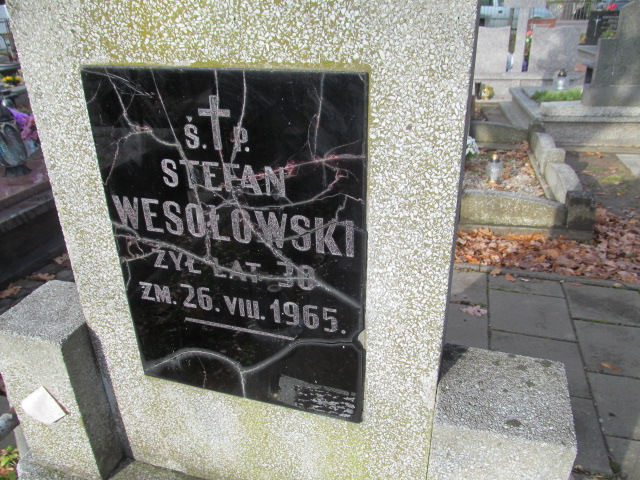 Ś. P.
STEFAN
WESOŁOWSKI
ŻYŁ LAT
ZM. 26. VIII. 1965.